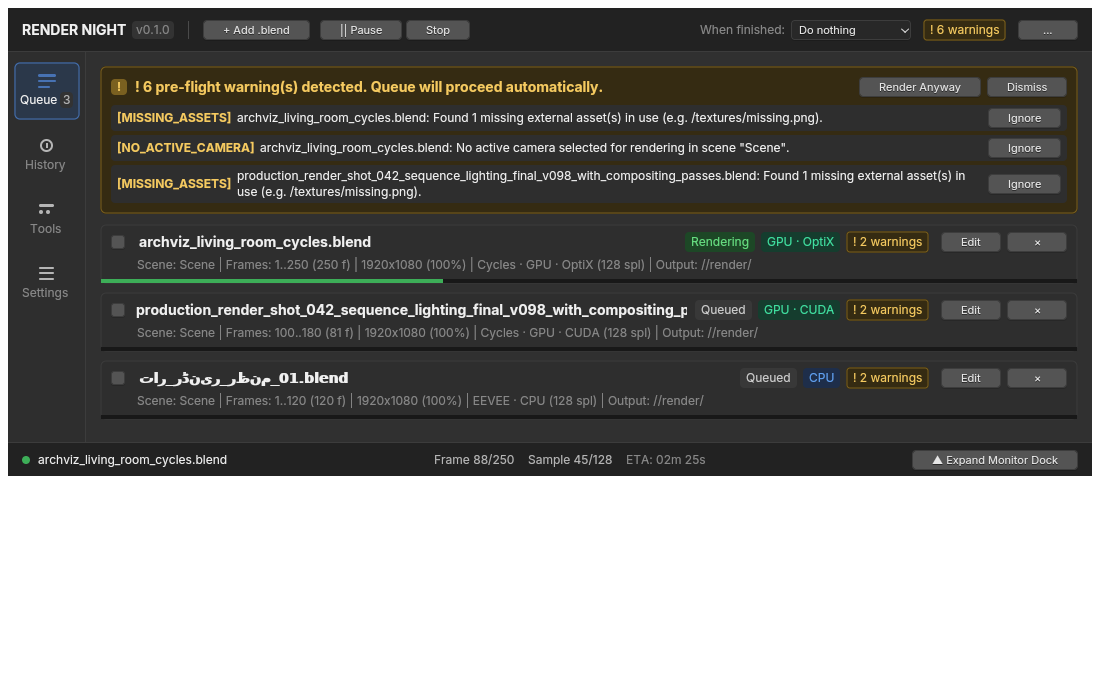 RENDER NIGHT v0.1.0 + Add .blend || Pause Stop When finished: Do nothing ! 6 warnings ...
Queue 3
History
Tools
Settings
! ! 6 pre-flight warning(s) detected. Queue will proceed automatically. Render Anyway Dismiss
[MISSING_ASSETS] archviz_living_room_cycles.blend: Found 1 missing external asset(s) in use (e.g. /textures/missing.png). Ignore
[NO_ACTIVE_CAMERA] archviz_living_room_cycles.blend: No active camera selected for rendering in scene "Scene". Ignore
[MISSING_ASSETS] production_render_shot_042_sequence_lighting_final_v098_with_compositing_passes.blend: Found 1 missing external asset(s) in
use (e.g. /textures/missing.png). Ignore
archviz_living_room_cycles.blend Rendering GPU · OptiX ! 2 warnings Edit ×
Scene: Scene | Frames: 1..250 (250 f) | 1920x1080 (100%) | Cycles · GPU · OptiX (128 spl) | Output: //render/
production_render_shot_042_sequence_lighting_final_v098_with_compositing_p Queued GPU · CUDA ! 2 warnings Edit ×
Scene: Scene | Frames: 100..180 (81 f) | 1920x1080 (100%) | Cycles · GPU · CUDA (128 spl) | Output: //render/
منظر_رینڈر_رات_01.blend Queued CPU ! 2 warnings Edit ×
Scene: Scene | Frames: 1..120 (120 f) | 1920x1080 (100%) | EEVEE · CPU (128 spl) | Output: //render/
archviz_living_room_cycles.blend Frame 88/250 Sample 45/128 ETA: 02m 25s ▲ Expand Monitor Dock